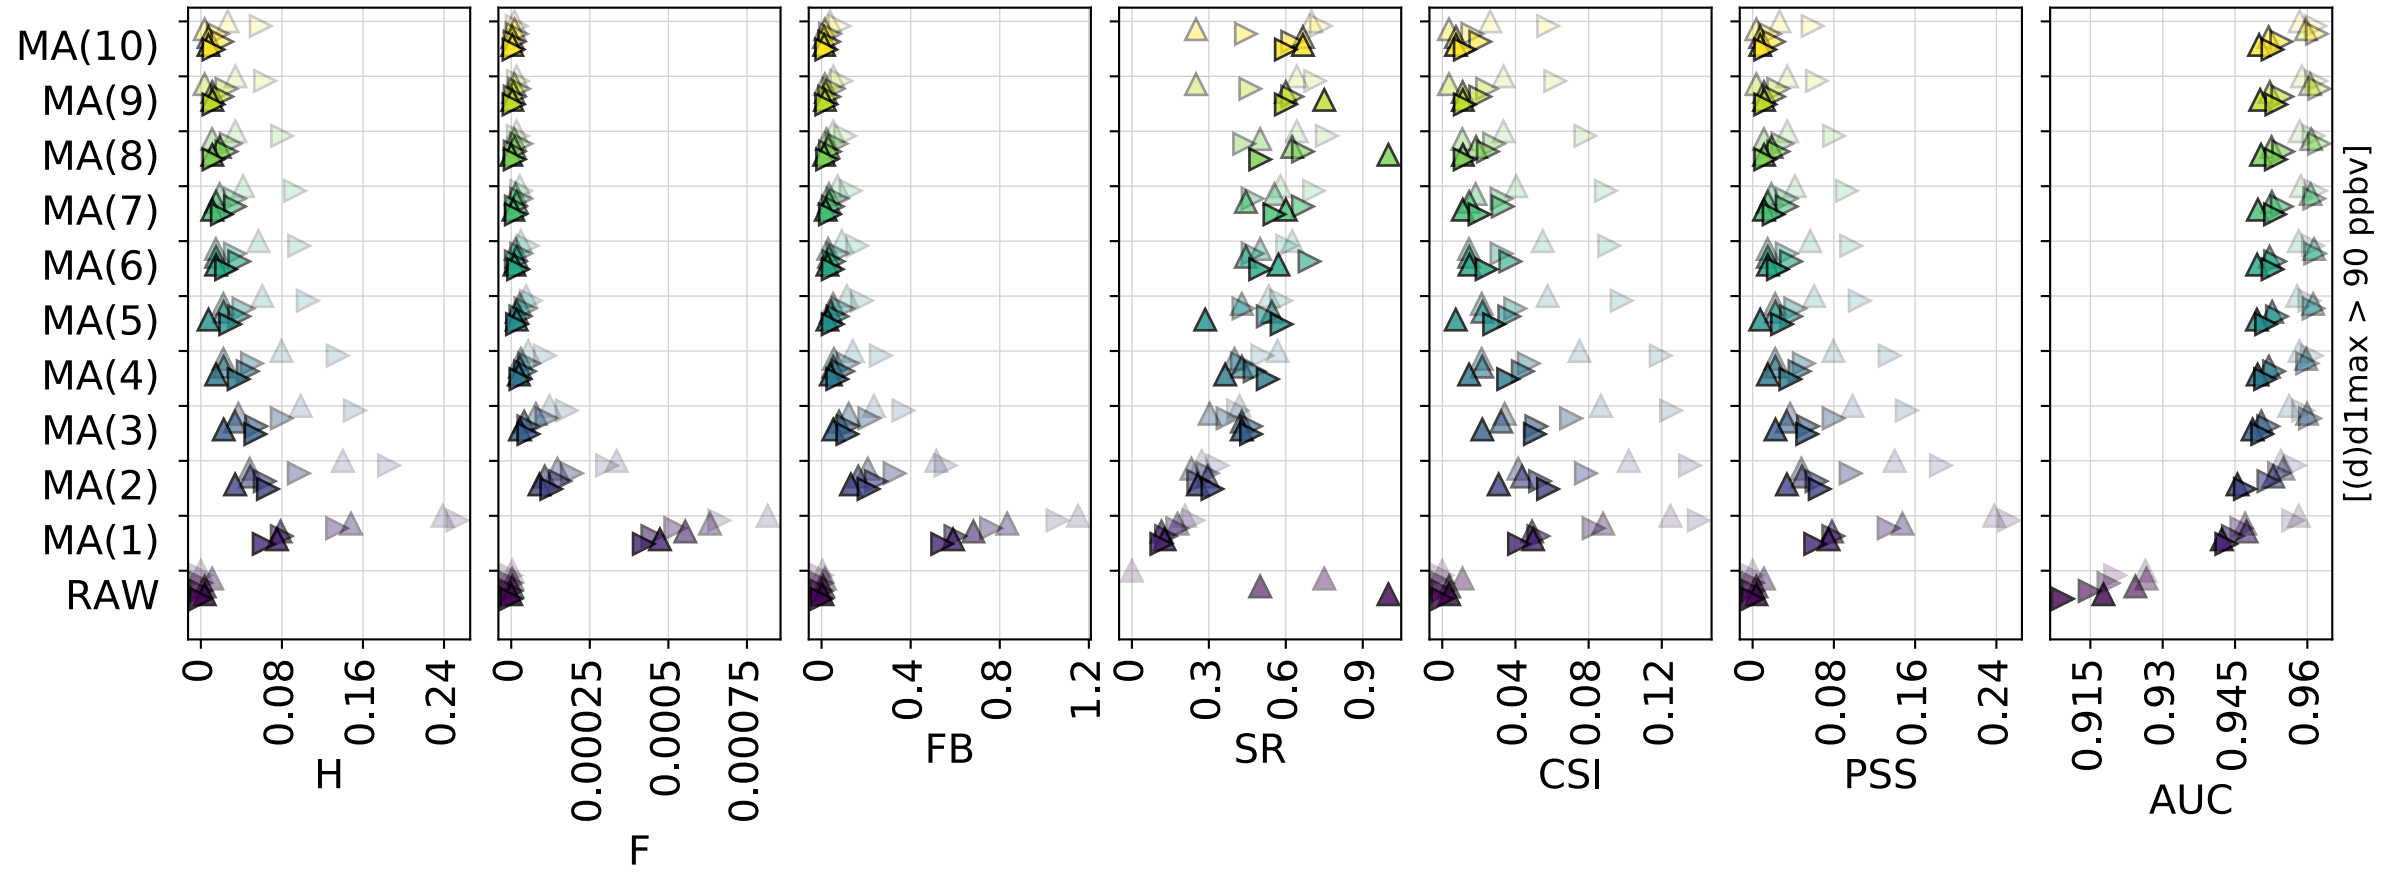 MA(10)
MA(9)
MA(8)
MA(7)
MA(6)
MA(5)
MA(4)
MA(3)
MA(2)
MA(1)
RAW
0 0.08 0.16 0.24
H
0 0.00025 0.0005 0.00075
F
0 0.4 0.8 1.2
FB
0 0.3 0.6 0.9
SR
0 0.04 0.08 0.12
CSI
0 0.08 0.16 0.24
PSS
0.915 0.93 0.945 0.96
AUC
[(d)d1max > 90 ppbv]